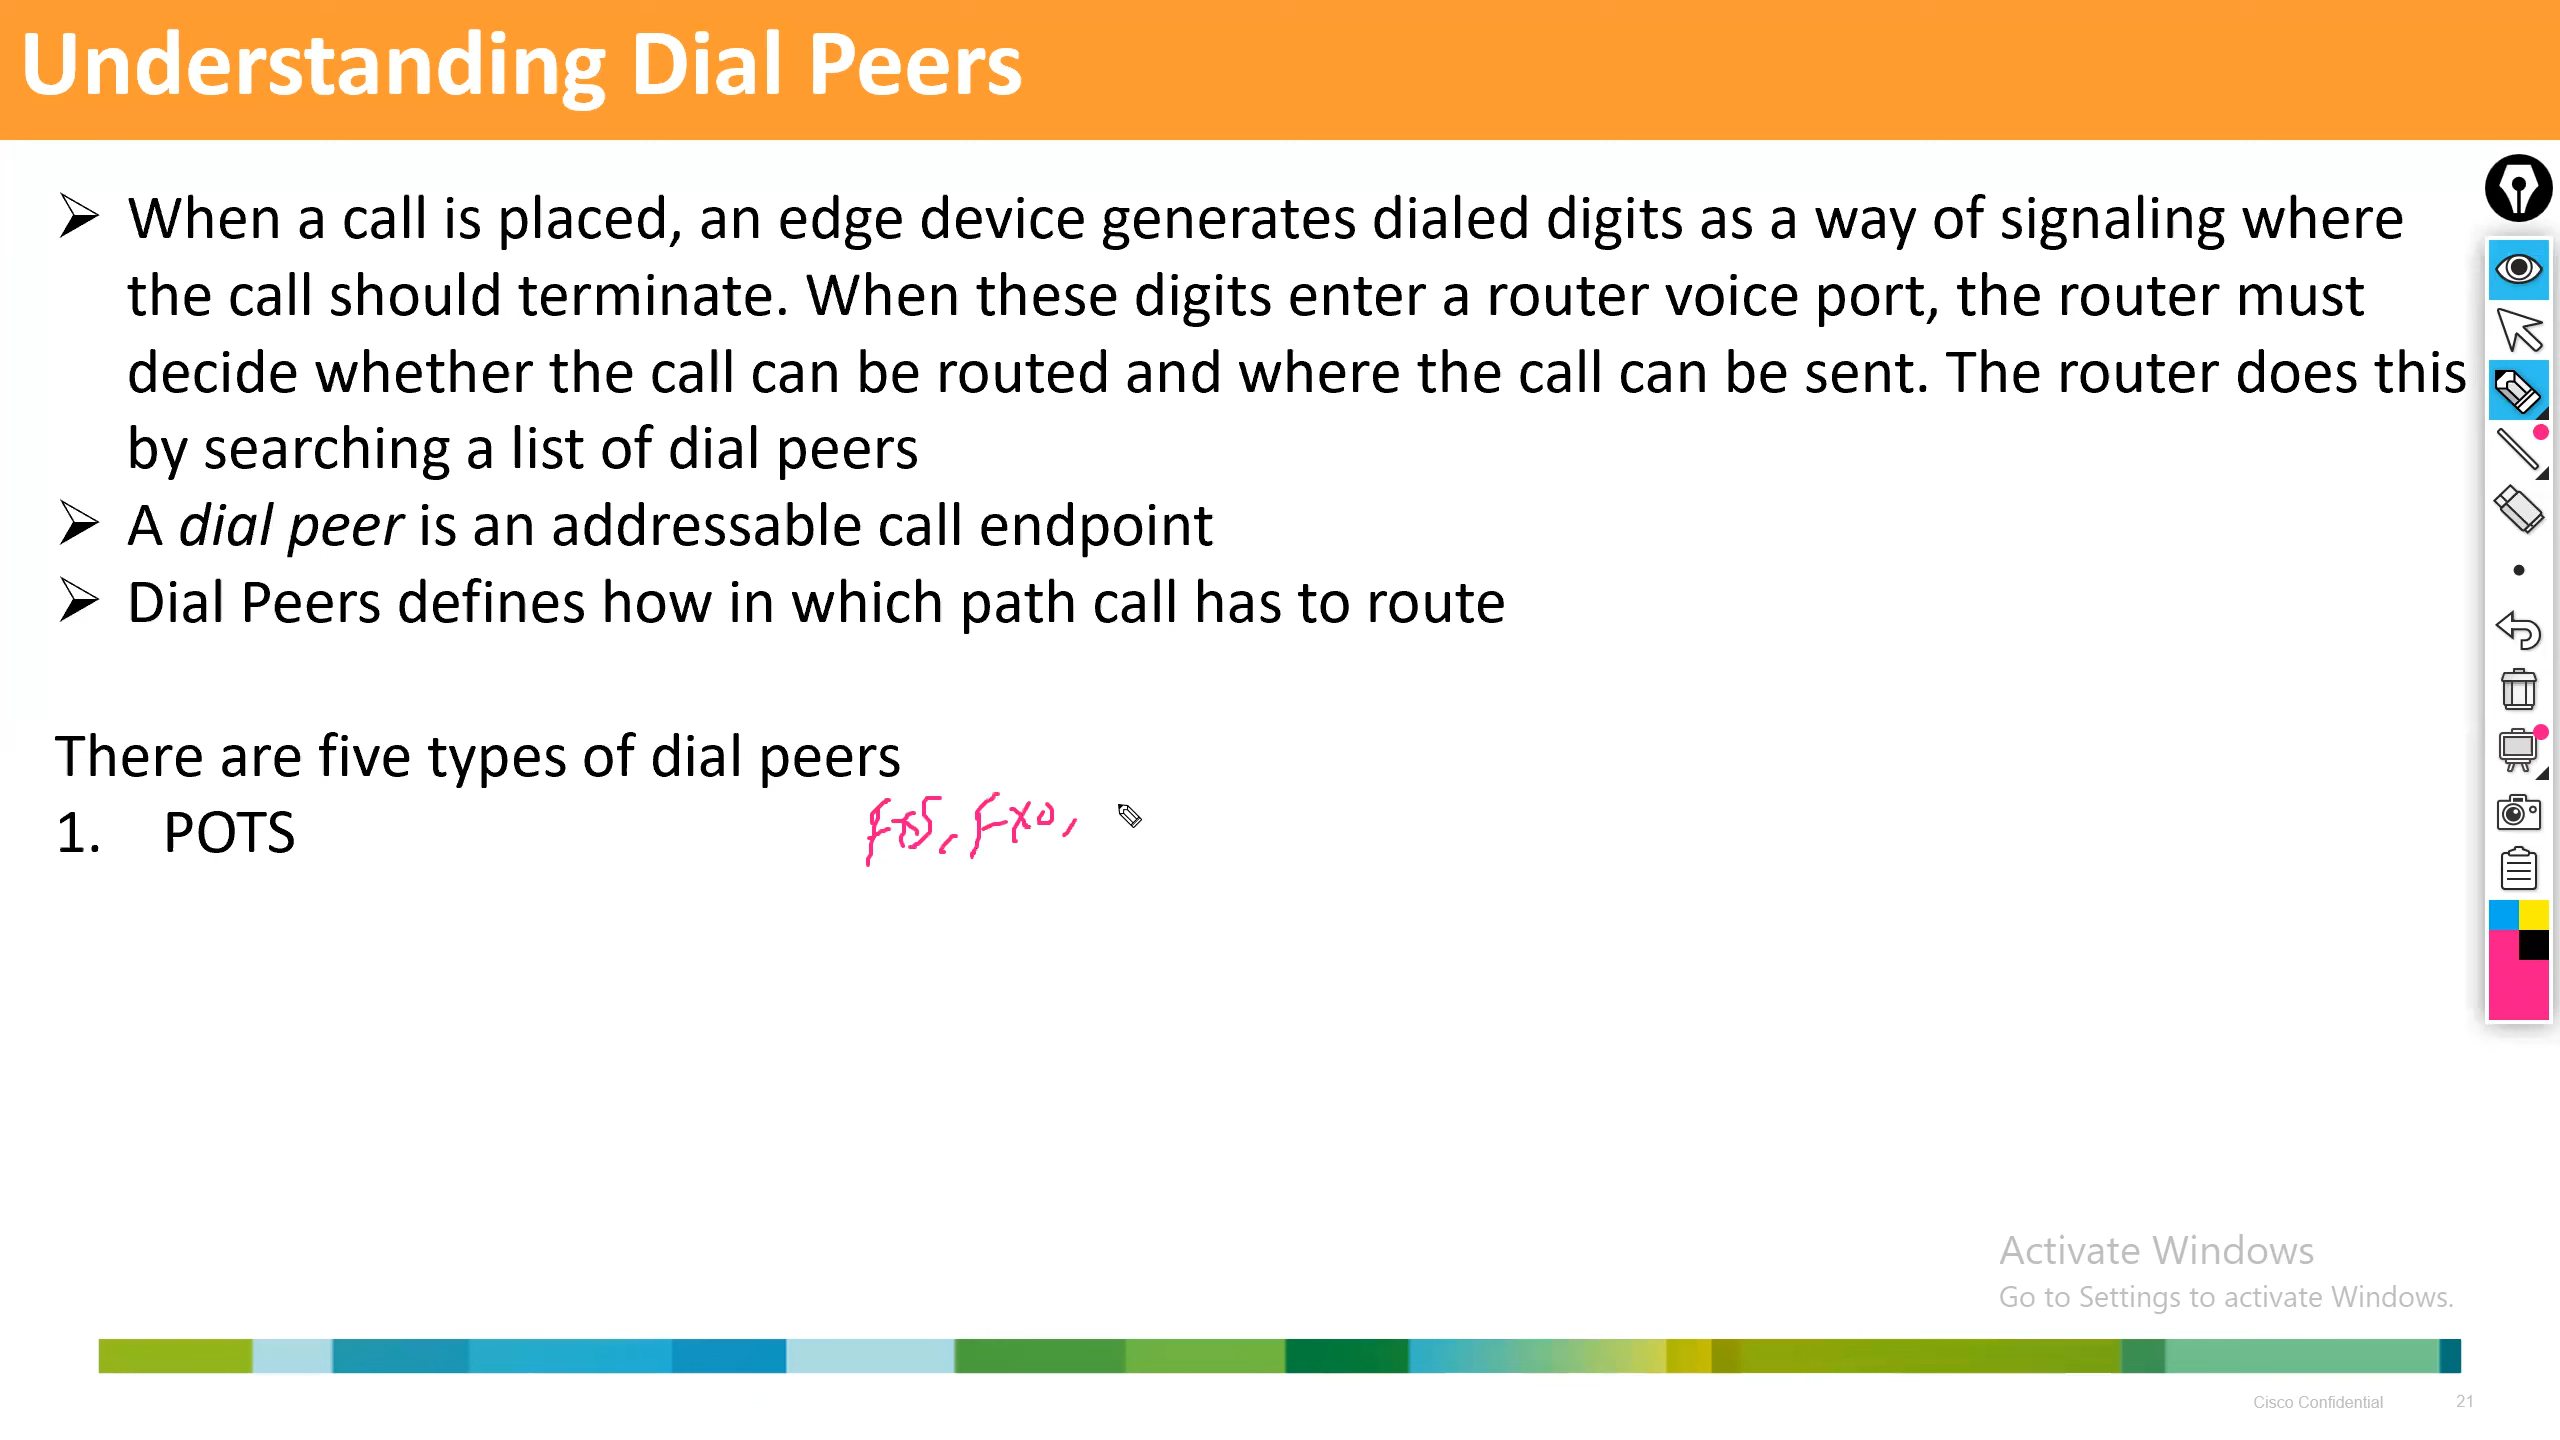 Understanding Dial Peers
➢ When a call is placed, an edge device generates dialed digits as a way of signaling where
the call should terminate. When these digits enter a router voice port, the router must
decide whether the call can be routed and where the call can be sent. The router does this
by searching a list of dial peers
➢ A dial peer is an addressable call endpoint
➢ Dial Peers defines how in which path call has to route
There are five types of dial peers
1. POTS FXS, FXO,
Activate Windows
Go to Settings to activate Windows.
Cisco Confidential 21